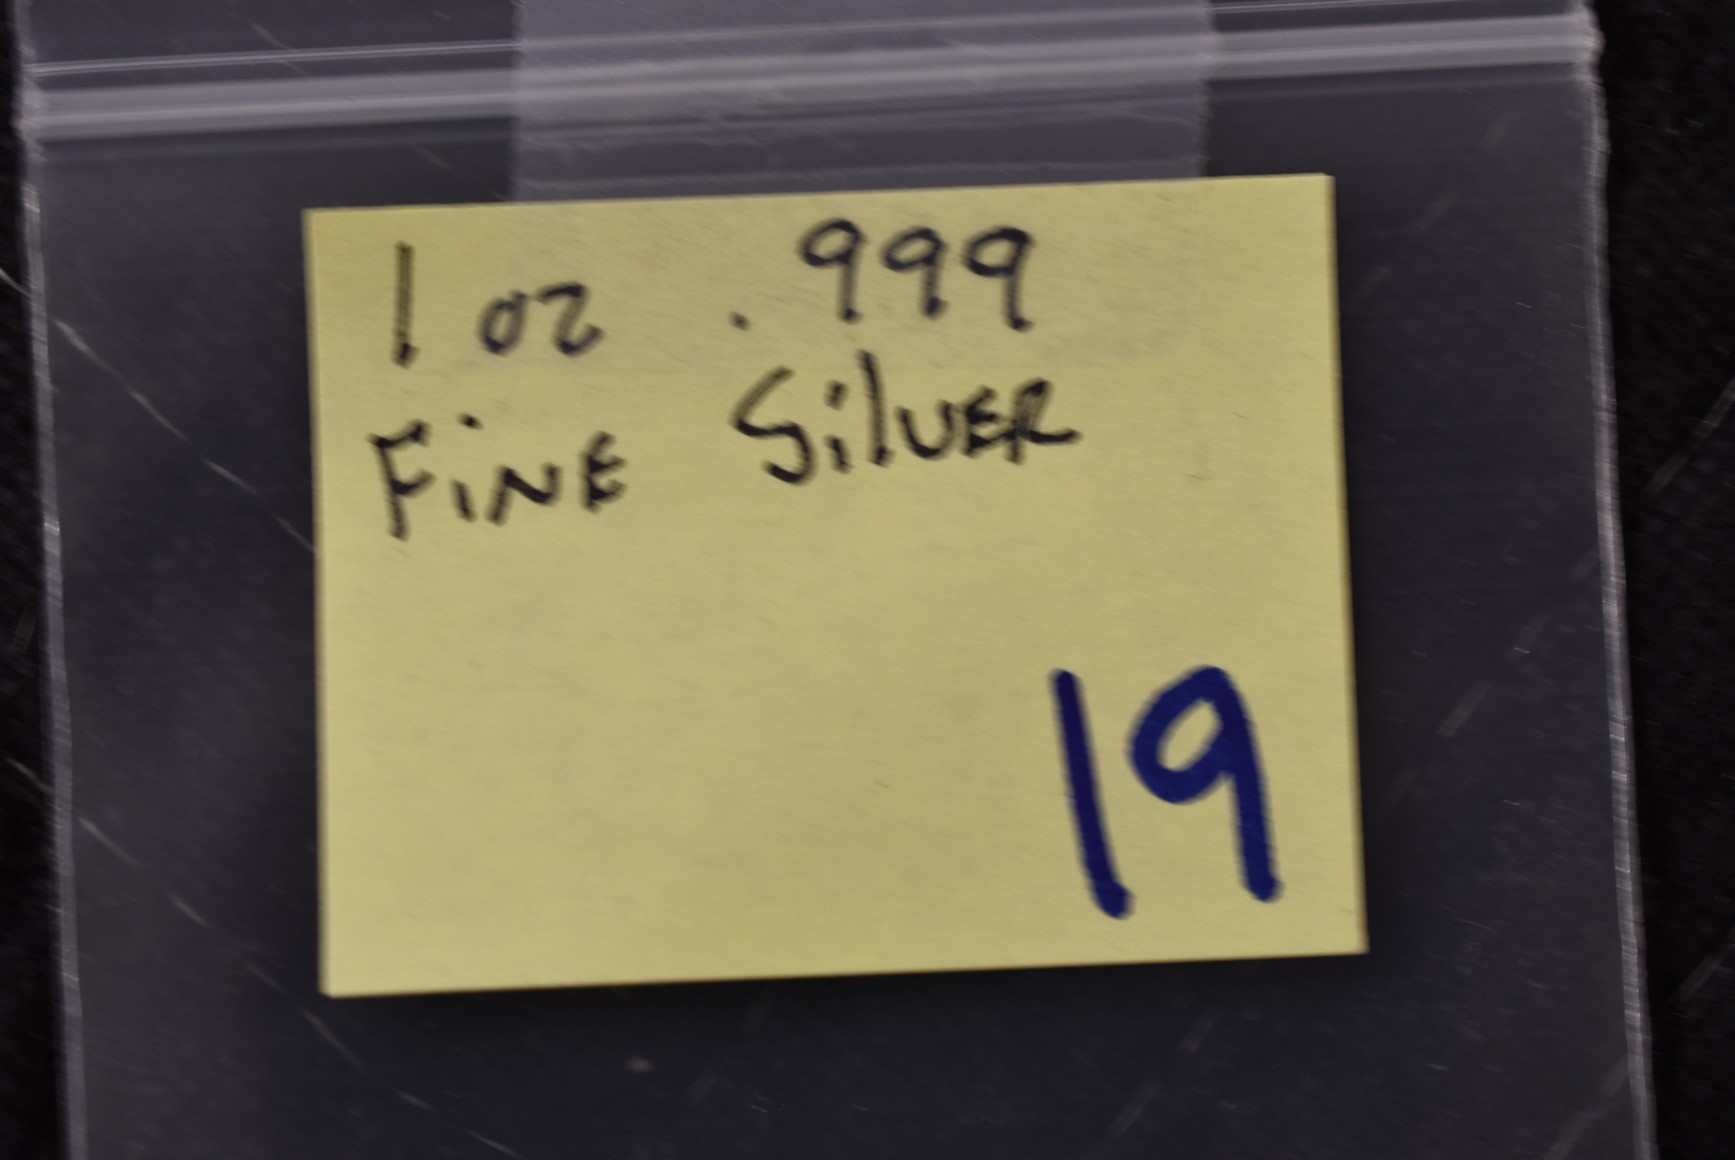 1 oz .999
FiNE SilvER
19